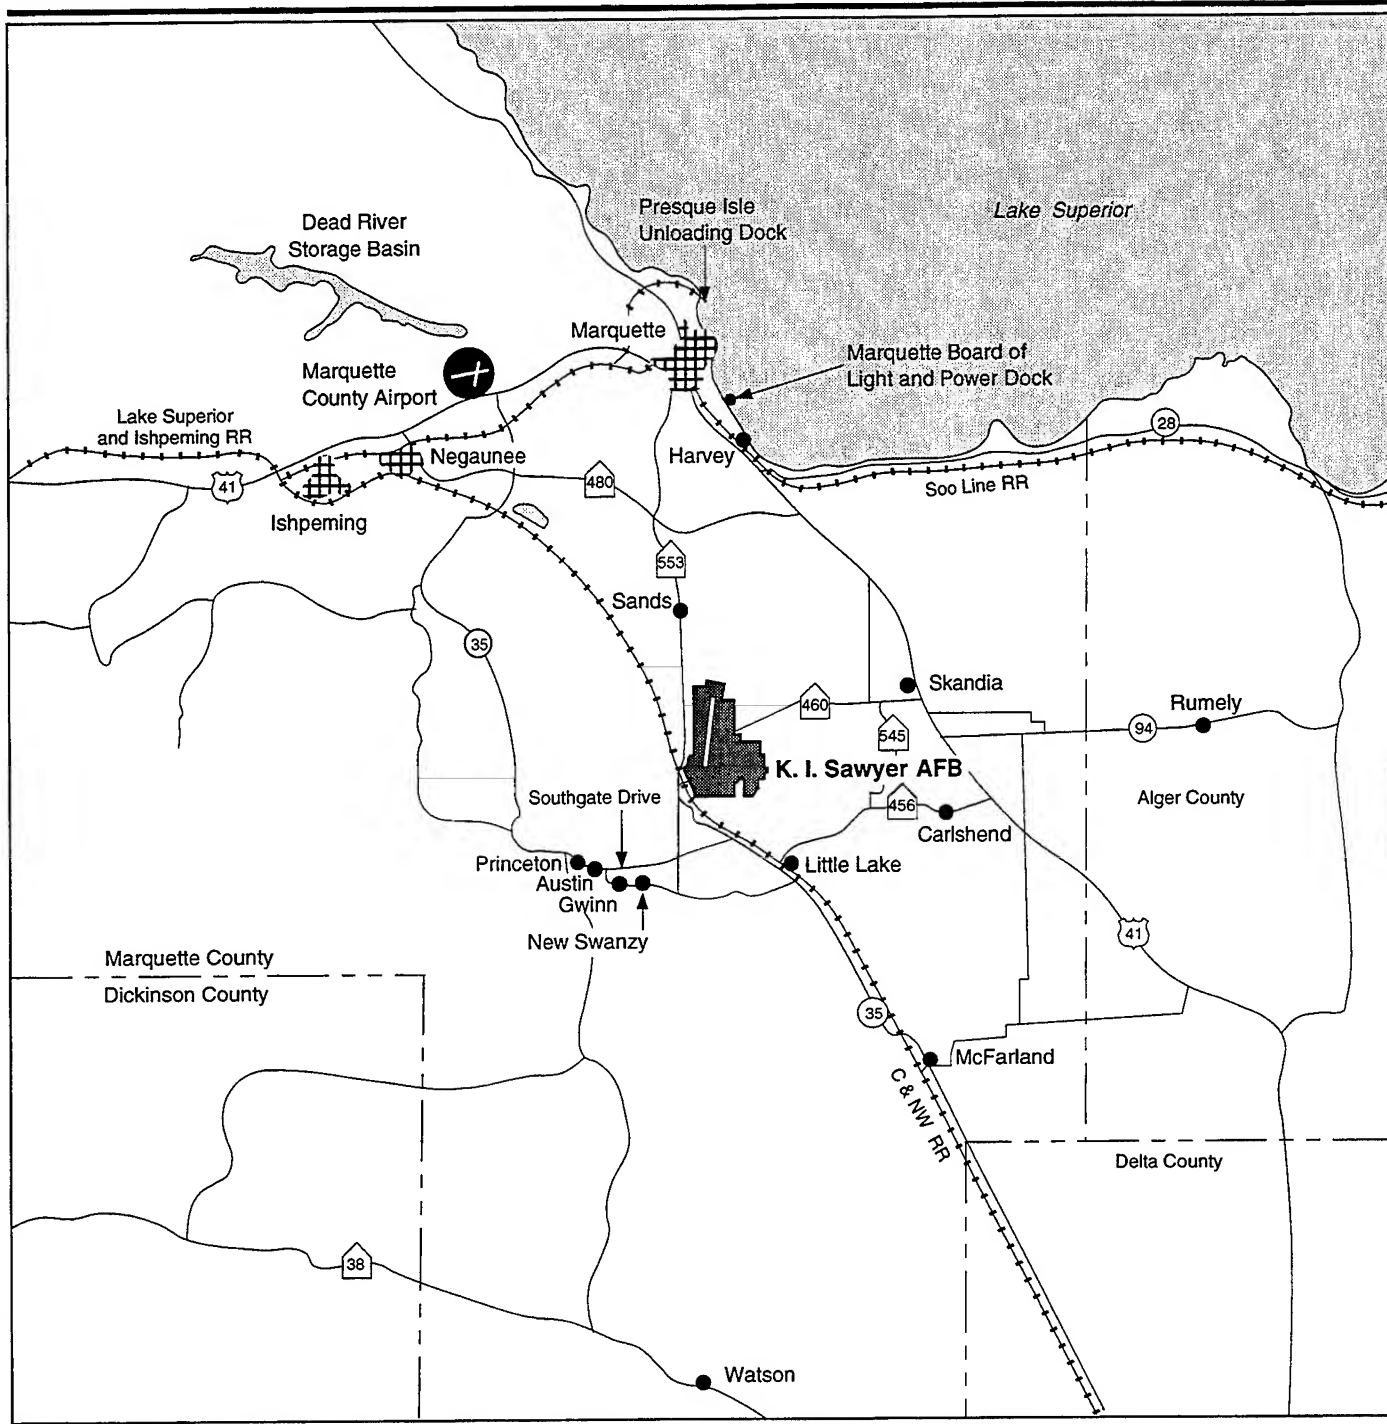 Presque Isle
Unloading Dock
Lake Superior
Dead River
Storage Basin
Marquette
Marquette Board of
Light and Power Dock
Marquette
County Airport
Lake Superior
and Ishpeming RR
28
Negaunee
Harvey
41
480
Soo Line RR
Ishpeming
553
Sands
35
Skandia
460
Rumely
545
94
K. I. Sawyer AFB
Southgate Drive
456
Alger County
Carlshend
Princeton
Little Lake
Austin
Gwinn
New Swanzy
41
Marquette County
Dickinson County
35
McFarland
C & NW RR
Delta County
38
Watson